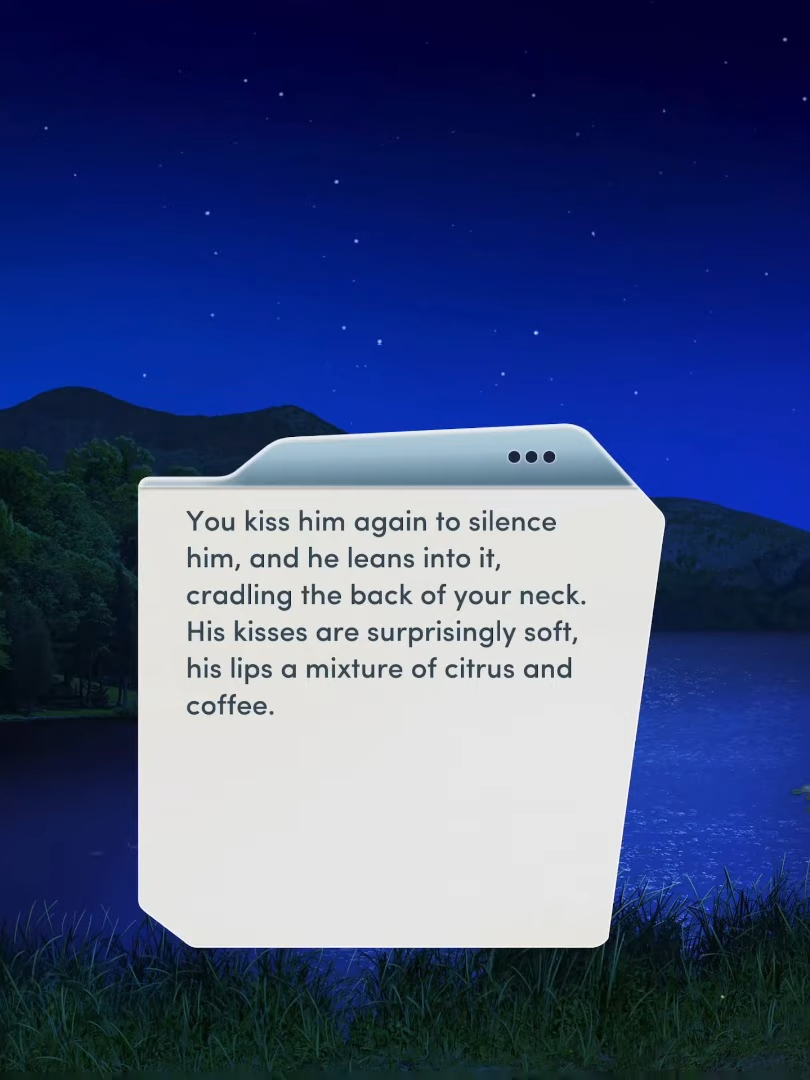 You kiss him again to silence
him, and he leans into it,
cradling the back of your neck.
His kisses are surprisingly soft,
his lips a mixture of citrus and
coffee.